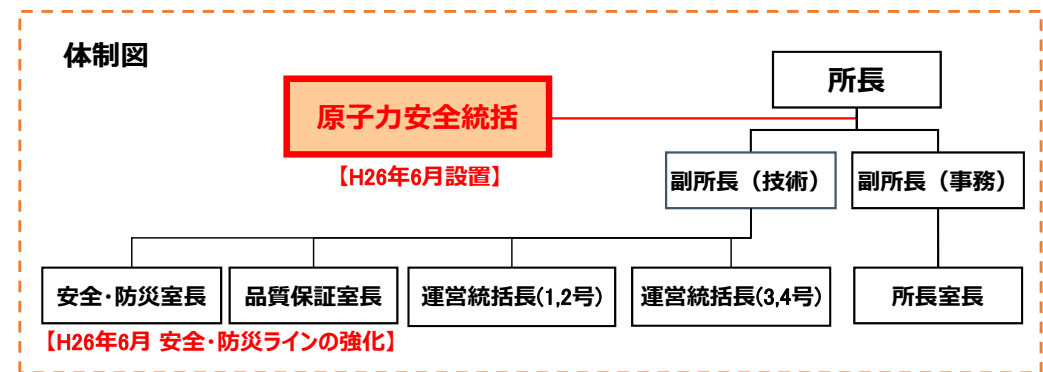 体制図
所長
原子力安全統括
【H26年6月設置】
副所長（技術）
副所長（事務）
安全・防災室長
品質保証室長
運営統括長(1,2号)
運営統括長(3,4号)
所長室長
【H26年6月 安全・防災ラインの強化】